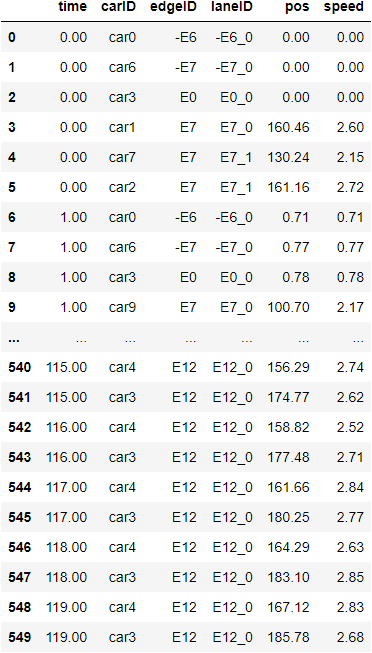 time carID edgeID laneID pos speed
0 0.00 car0 -E6 -E6_0 0.00 0.00
1 0.00 car6 -E7 -E7_0 0.00 0.00
2 0.00 car3 E0 E0_0 0.00 0.00
3 0.00 car1 E7 E7_0 160.46 2.60
4 0.00 car7 E7 E7_1 130.24 2.15
5 0.00 car2 E7 E7_1 161.16 2.72
6 1.00 car0 -E6 -E6_0 0.71 0.71
7 1.00 car6 -E7 -E7_0 0.77 0.77
8 1.00 car3 E0 E0_0 0.78 0.78
9 1.00 car9 E7 E7_0 100.70 2.17
... ... ... ... ... ... ...
540 115.00 car4 E12 E12_0 156.29 2.74
541 115.00 car3 E12 E12_0 174.77 2.62
542 116.00 car4 E12 E12_0 158.82 2.52
543 116.00 car3 E12 E12_0 177.48 2.71
544 117.00 car4 E12 E12_0 161.66 2.84
545 117.00 car3 E12 E12_0 180.25 2.77
546 118.00 car4 E12 E12_0 164.29 2.63
547 118.00 car3 E12 E12_0 183.10 2.85
548 119.00 car4 E12 E12_0 167.12 2.83
549 119.00 car3 E12 E12_0 185.78 2.68